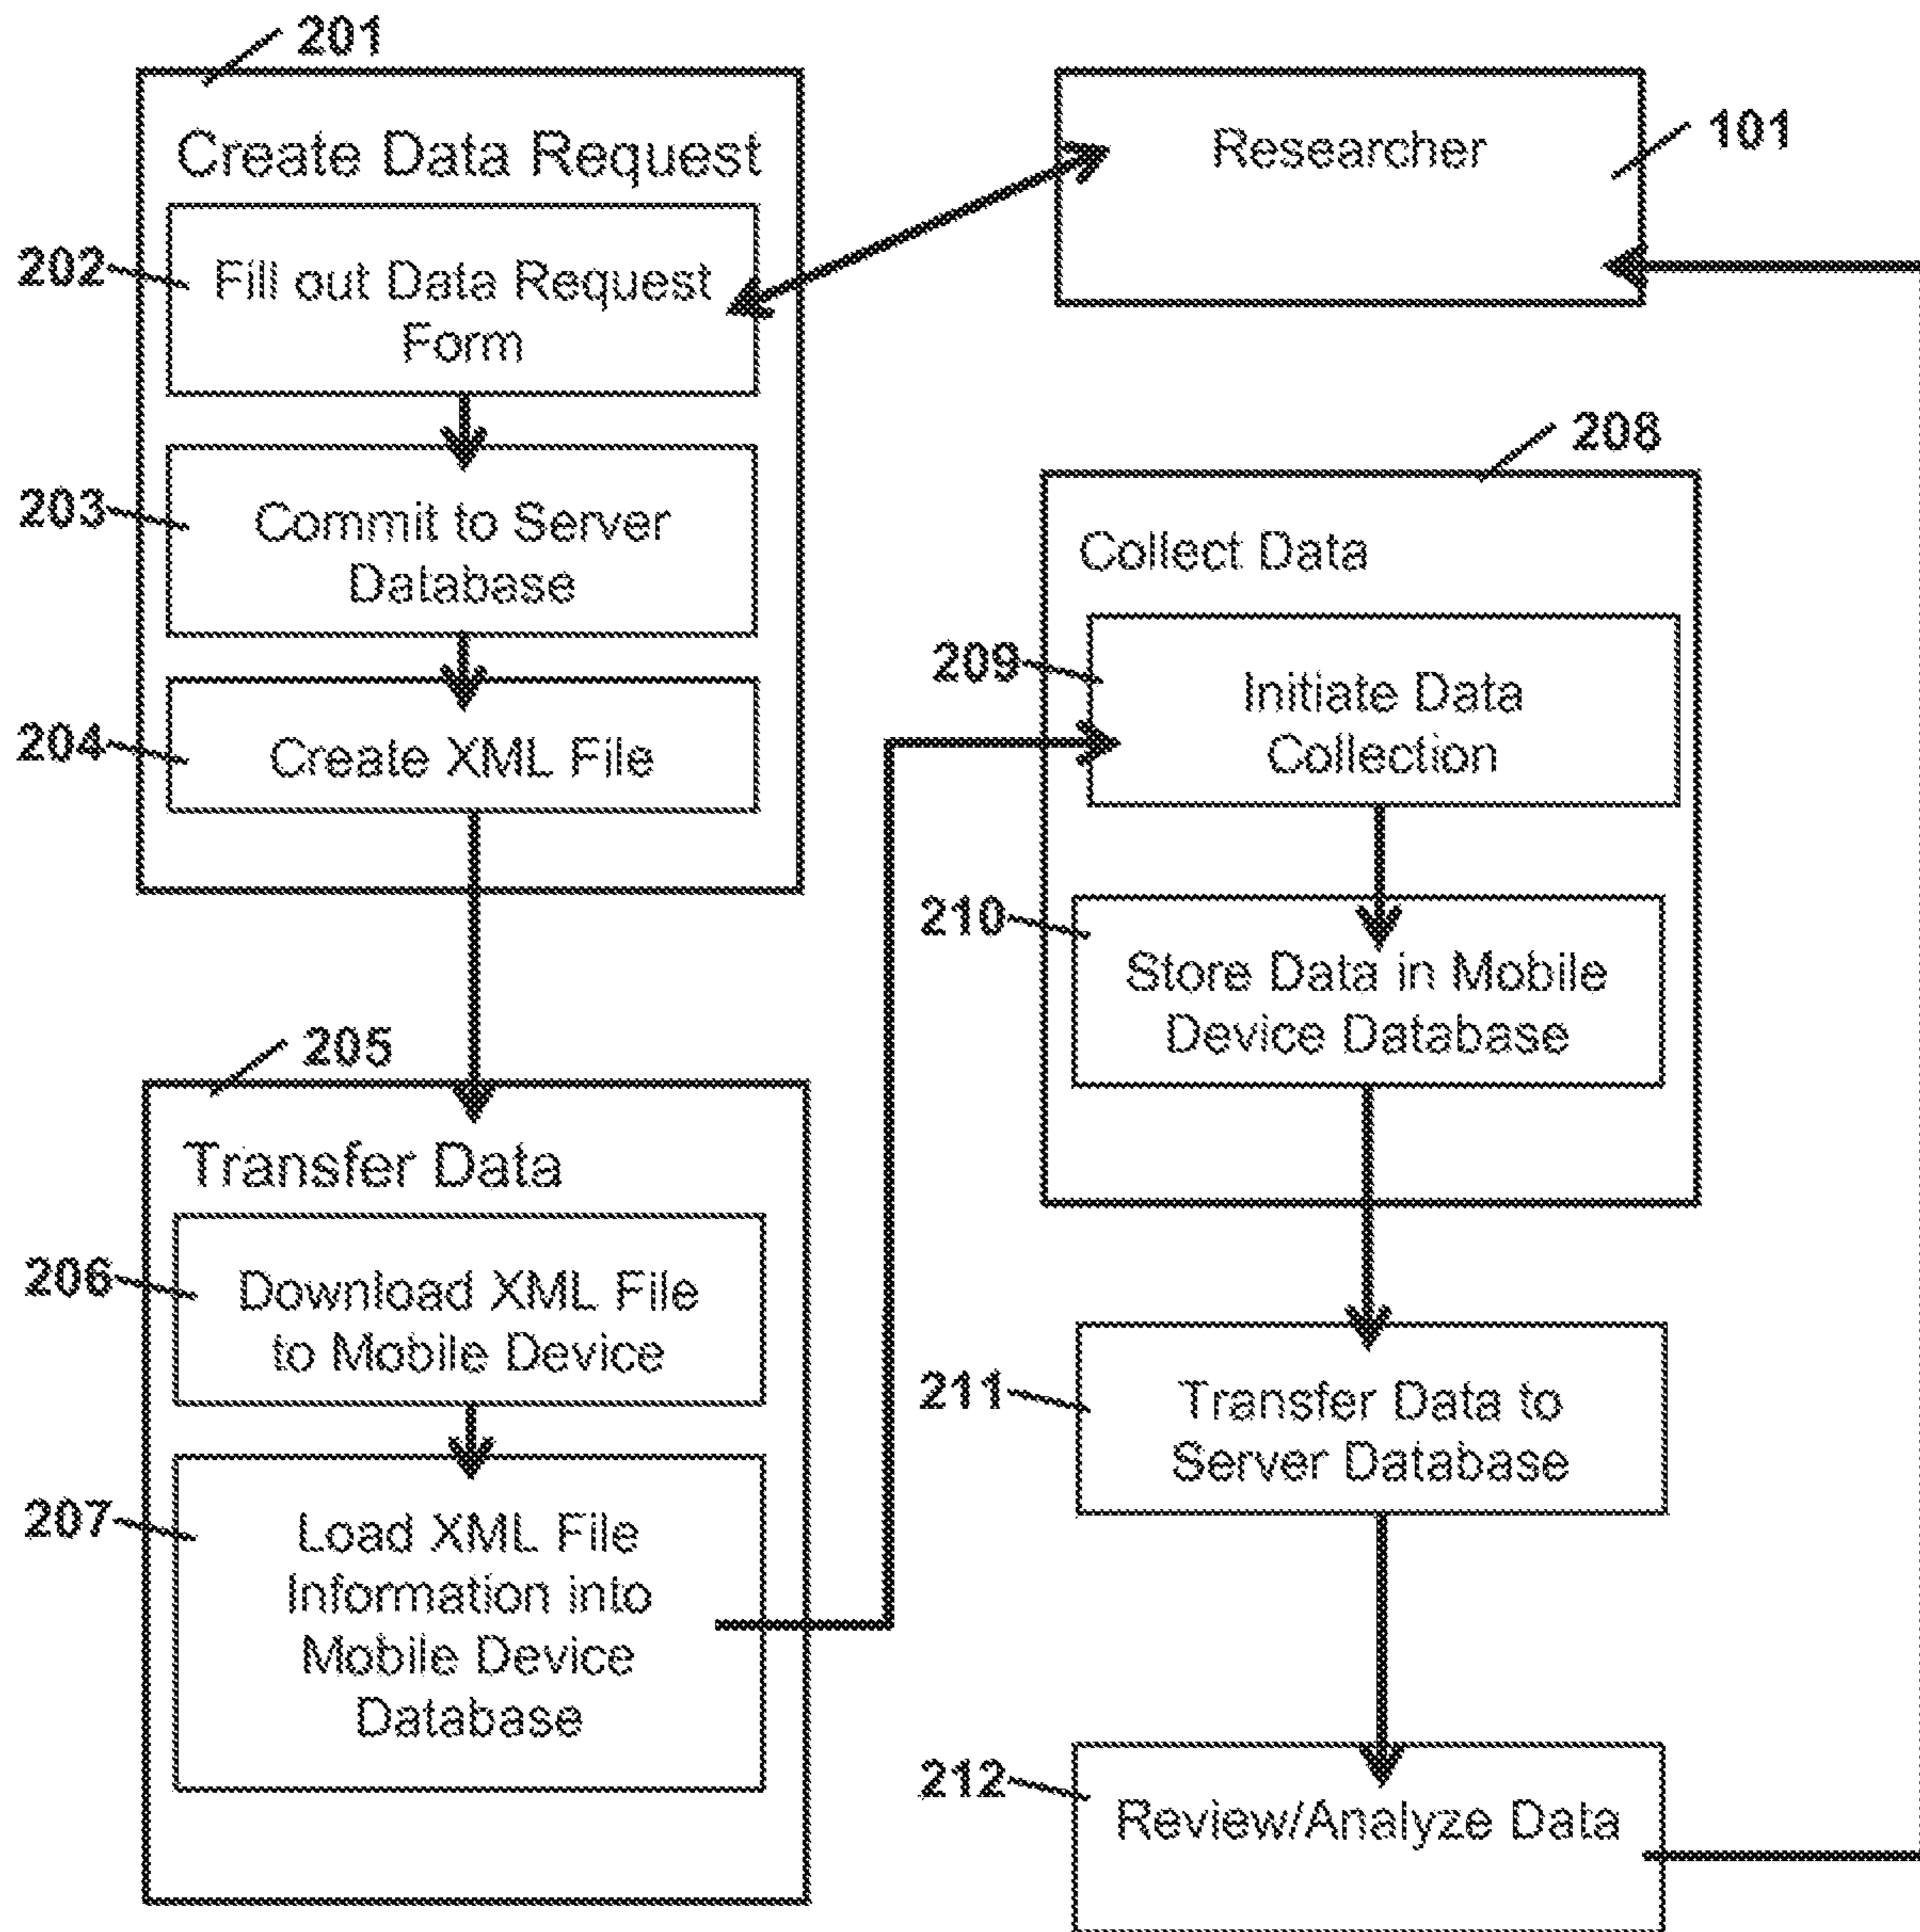 201
Create Data Request
202
Fill out Data Request
Form
203
Commit to Server
Database
204
Create XML File
205
Transfer Data
206
Download XML File
to Mobile Device
207
Load XML File
Information into
Mobile Device
Database
Researcher
101
208
Collect Data
209
Initiate Data
Collection
210
Store Data in Mobile
Device Database
211
Transfer Data to
Server Database
212
Review/Analyze Data